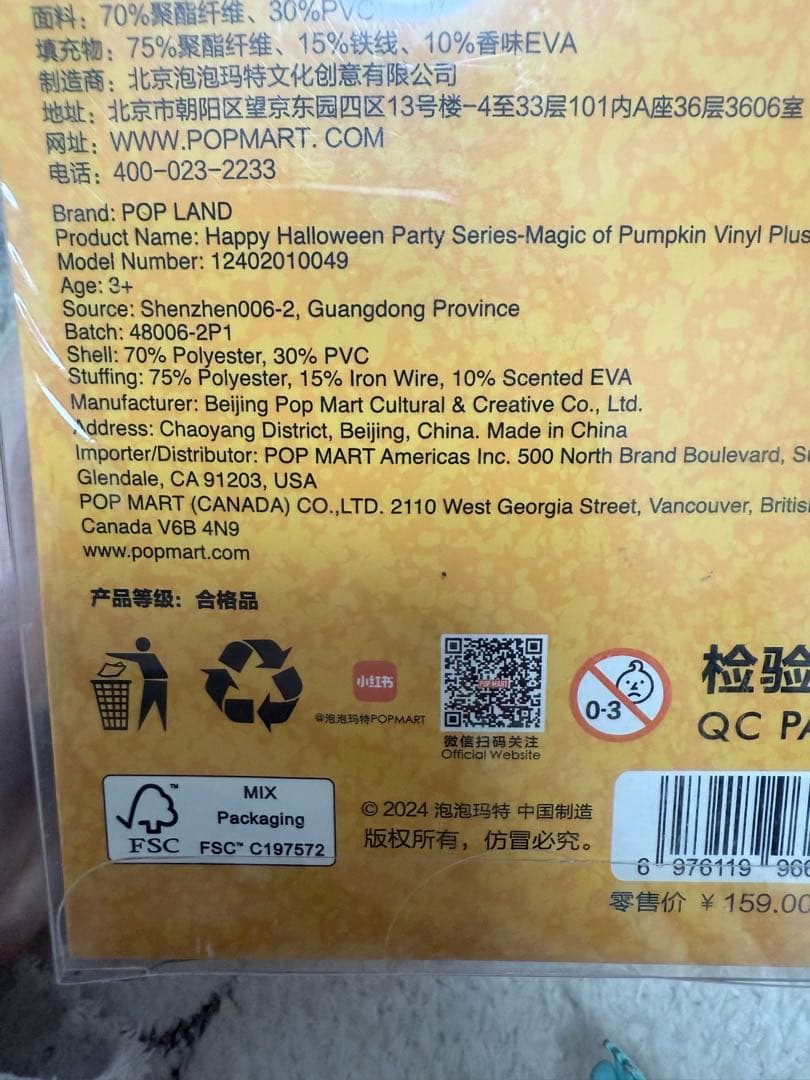 面料：70%聚酯纤维、30%PVC
填充物：75%聚酯纤维、15%铁线、10%香味EVA
制造商：北京泡泡玛特文化创意有限公司
地址：北京市朝阳区望京东园四区13号楼-4至33层101内A座36层3606室
网址：WWW.POPMART. COM
电话：400-023-2233
Brand: POP LAND
Product Name: Happy Halloween Party Series-Magic of Pumpkin Vinyl Plus
Model Number: 12402010049
Age: 3+
Source: Shenzhen006-2, Guangdong Province
Batch: 48006-2P1
Shell: 70% Polyester, 30% PVC
Stuffing: 75% Polyester, 15% Iron Wire, 10% Scented EVA
Manufacturer: Beijing Pop Mart Cultural & Creative Co., Ltd.
Address: Chaoyang District, Beijing, China. Made in China
Importer/Distributor: POP MART Americas Inc. 500 North Brand Boulevard,
Glendale, CA 91203, USA
POP MART (CANADA) CO.,LTD. 2110 West Georgia Street, Vancouver, Britis
Canada V6B 4N9
www.popmart.com
产品等级：合格品
小红书
@泡泡玛特POPMART
POP MART
微信扫码关注
Official Website
0-3
检验
QC PA
FSC™
MIX
Packaging
FSC™ C197572
© 2024 泡泡玛特 中国制造
版权所有，仿冒必究。
6 976119 966
零售价 ￥159.00